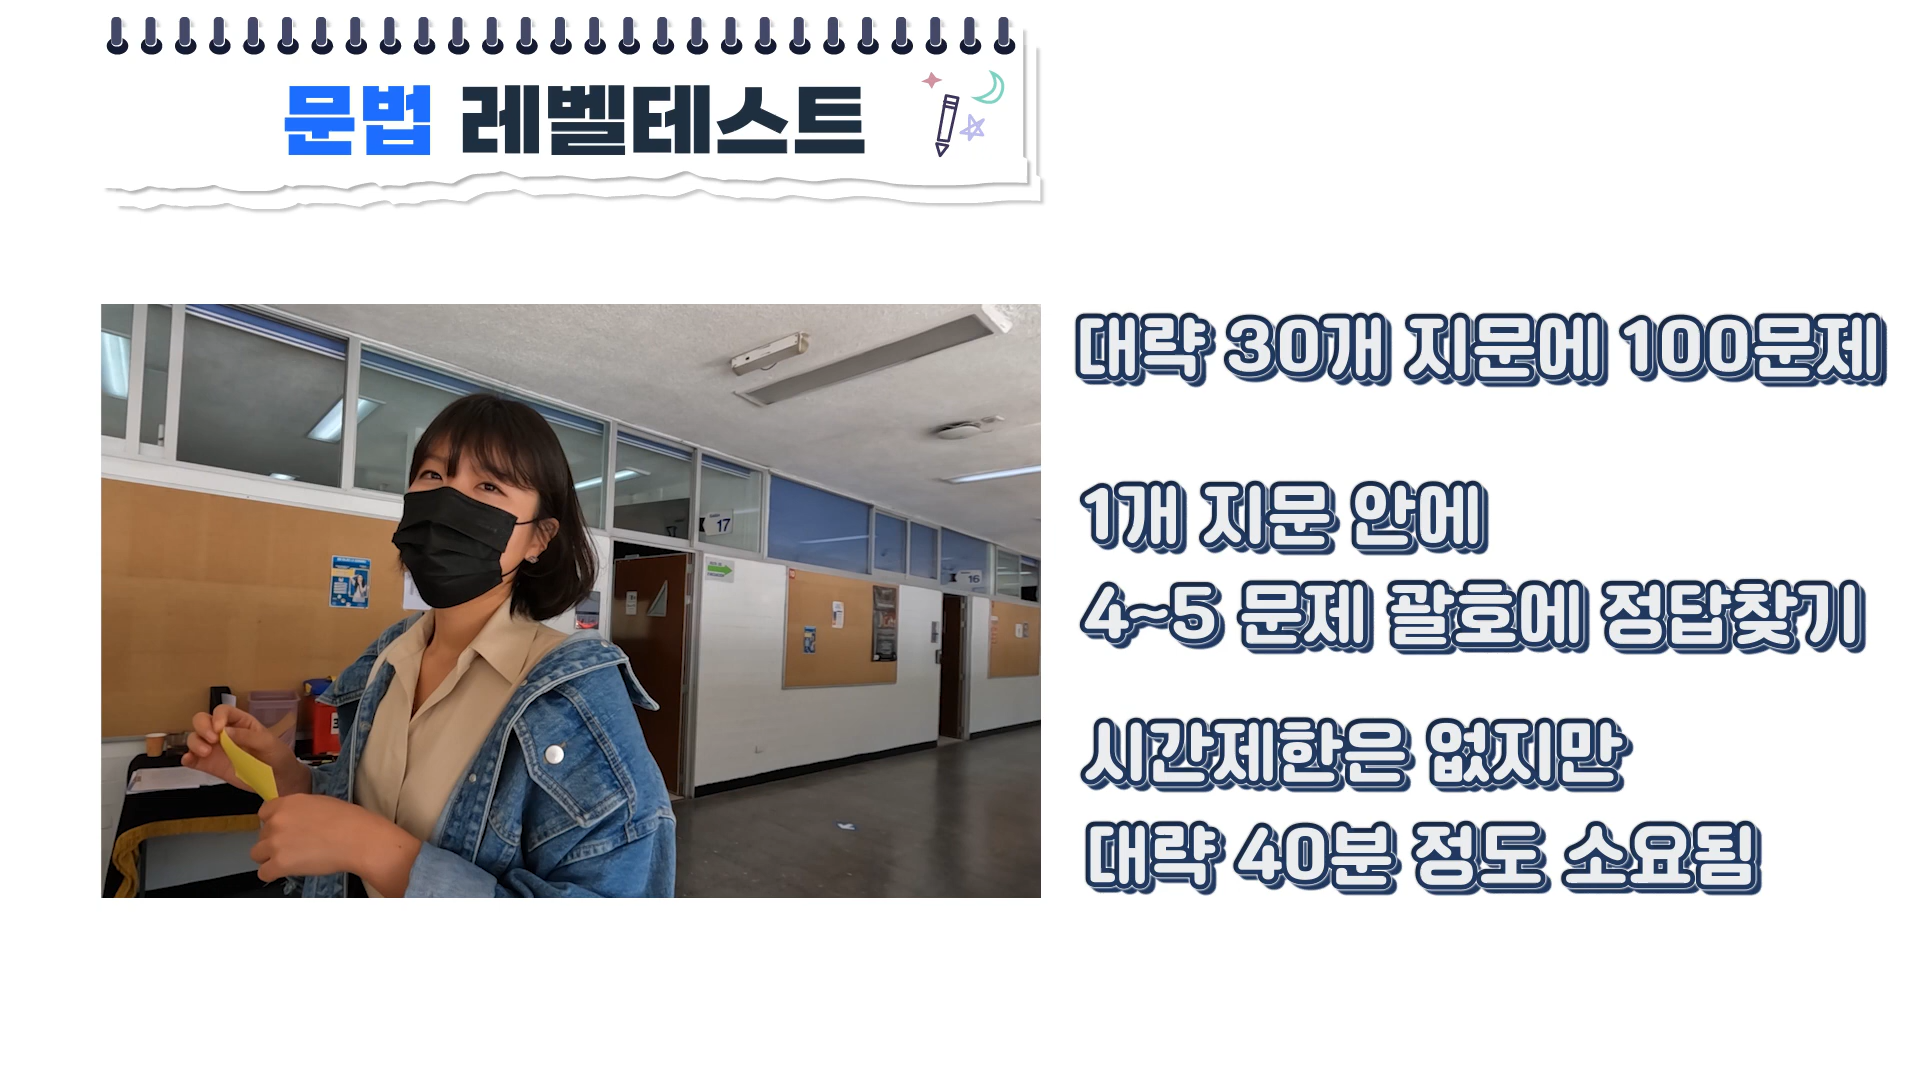 문법 레벨테스트
대략 30개 지문에 100문제
1개 지문 안에
4~5 문제 괄호에 정답찾기
시간제한은 없지만
대략 40분 정도 소요됨
17
16